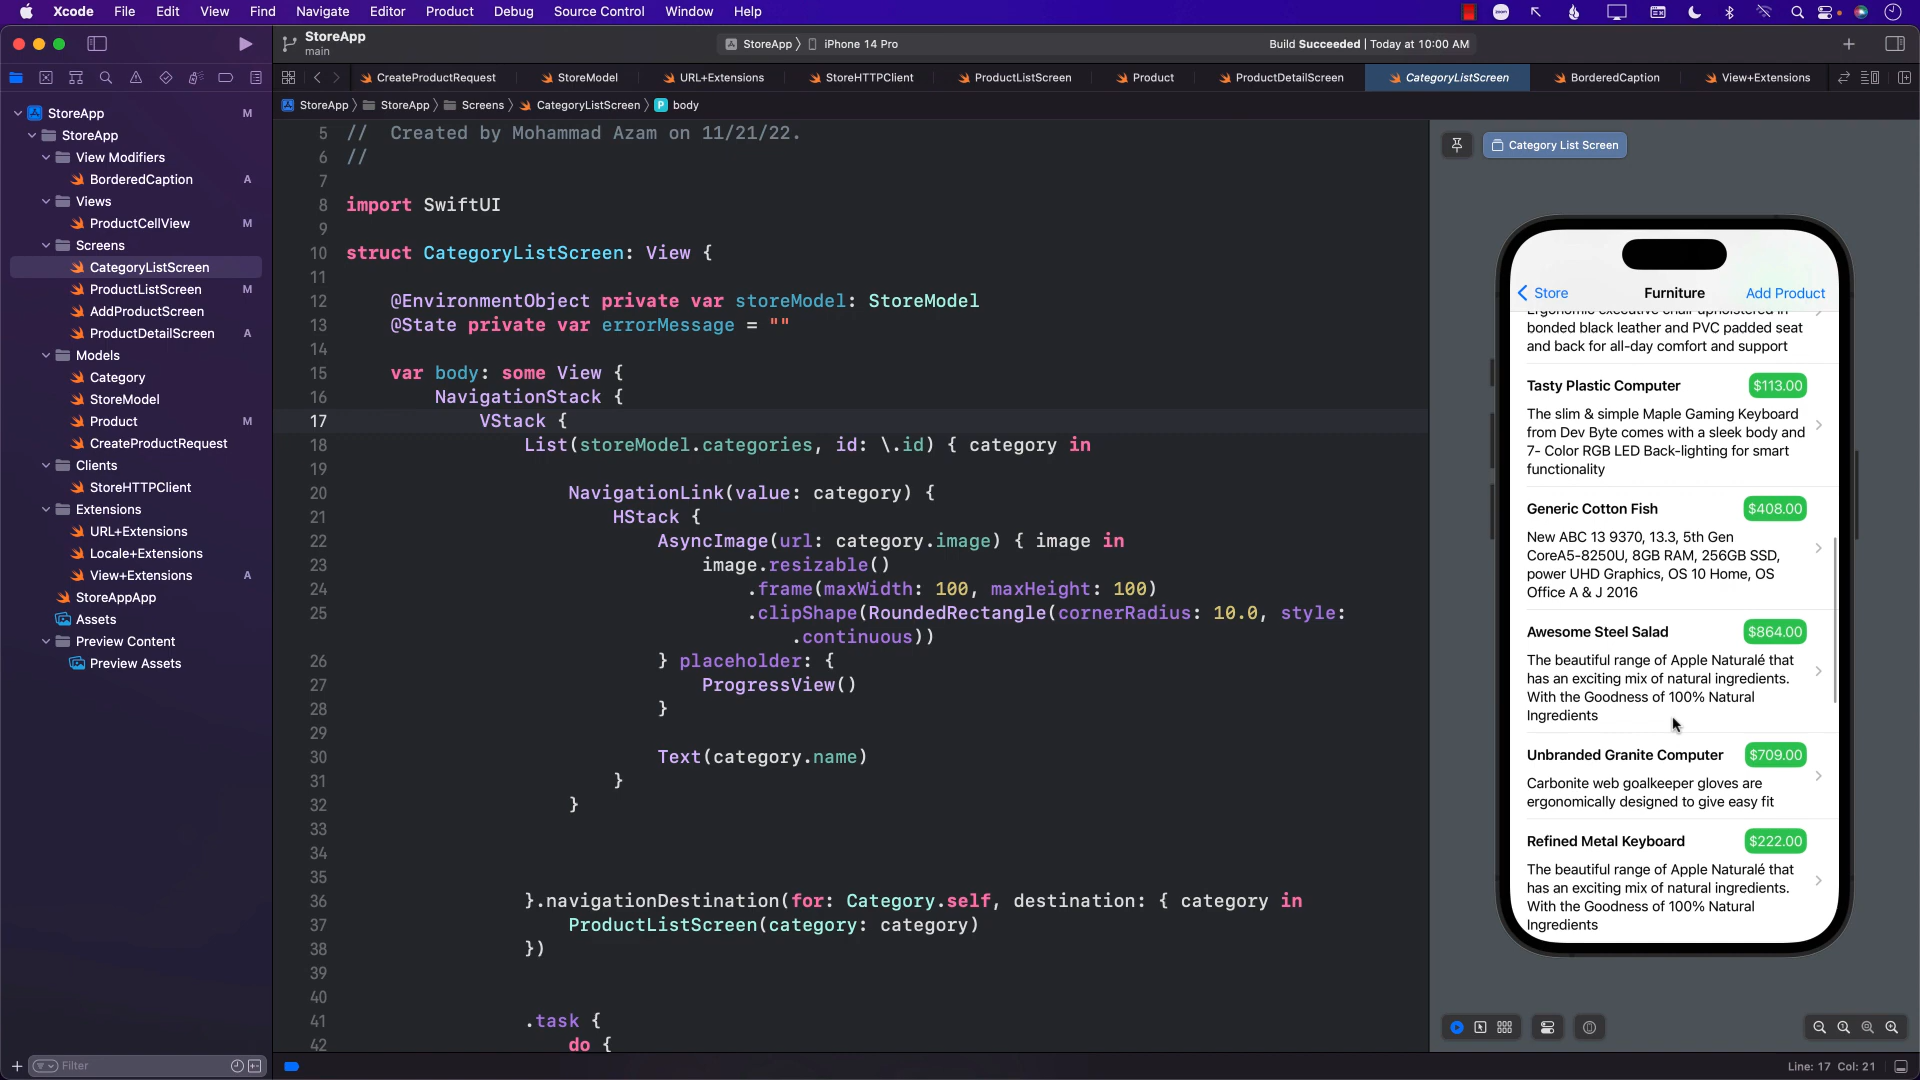 Xcode File Edit View Find Navigate Editor Product Debug Source Control Window Help
StoreApp
main
StoreApp iPhone 14 Pro
Build Succeeded | Today at 10:00 AM
CreateProductRequest StoreModel URL+Extensions StoreHTTPClient ProductListScreen Product ProductDetailScreen CategoryListScreen BorderedCaption View+Extensions
StoreApp StoreApp Screens CategoryListScreen P body
StoreApp M
StoreApp
View Modifiers
BorderedCaption A
Views
ProductCellView M
Screens
CategoryListScreen
ProductListScreen M
AddProductScreen
ProductDetailScreen A
Models
Category
StoreModel
Product M
CreateProductRequest
Clients
StoreHTTPClient
Extensions
URL+Extensions
Locale+Extensions
View+Extensions A
StoreAppApp
Assets
Preview Content
Preview Assets
Filter
5 //  Created by Mohammad Azam on 11/21/22.
6 //
7
8 import SwiftUI
9
10 struct CategoryListScreen: View {
11
12 @EnvironmentObject private var storeModel: StoreModel
13 @State private var errorMessage = ""
14
15 var body: some View {
16 NavigationStack {
17 VStack {
18 List(storeModel.categories, id: \.id) { category in
19
20 NavigationLink(value: category) {
21 HStack {
22 AsyncImage(url: category.image) { image in
23 image.resizable()
24 .frame(maxWidth: 100, maxHeight: 100)
25 .clipShape(RoundedRectangle(cornerRadius: 10.0, style:
.continuous))
26 } placeholder: {
27 ProgressView()
28 }
29
30 Text(category.name)
31 }
32 }
33
34
35
36 }.navigationDestination(for: Category.self, destination: { category in
37 ProductListScreen(category: category)
38 })
39
40
41 .task {
42 do {
Category List Screen
Store Furniture Add Product
Ergonomic executive chair upholstered in
bonded black leather and PVC padded seat
and back for all-day comfort and support
Tasty Plastic Computer $113.00
The slim & simple Maple Gaming Keyboard
from Dev Byte comes with a sleek body and
7- Color RGB LED Back-lighting for smart
functionality
Generic Cotton Fish $408.00
New ABC 13 9370, 13.3, 5th Gen
CoreA5-8250U, 8GB RAM, 256GB SSD,
power UHD Graphics, OS 10 Home, OS
Office A & J 2016
Awesome Steel Salad $864.00
The beautiful range of Apple Naturalé that
has an exciting mix of natural ingredients.
With the Goodness of 100% Natural
Ingredients
Unbranded Granite Computer $709.00
Carbonite web goalkeeper gloves are
ergonomically designed to give easy fit
Refined Metal Keyboard $222.00
The beautiful range of Apple Naturalé that
has an exciting mix of natural ingredients.
With the Goodness of 100% Natural
Ingredients
Line: 17 Col: 21